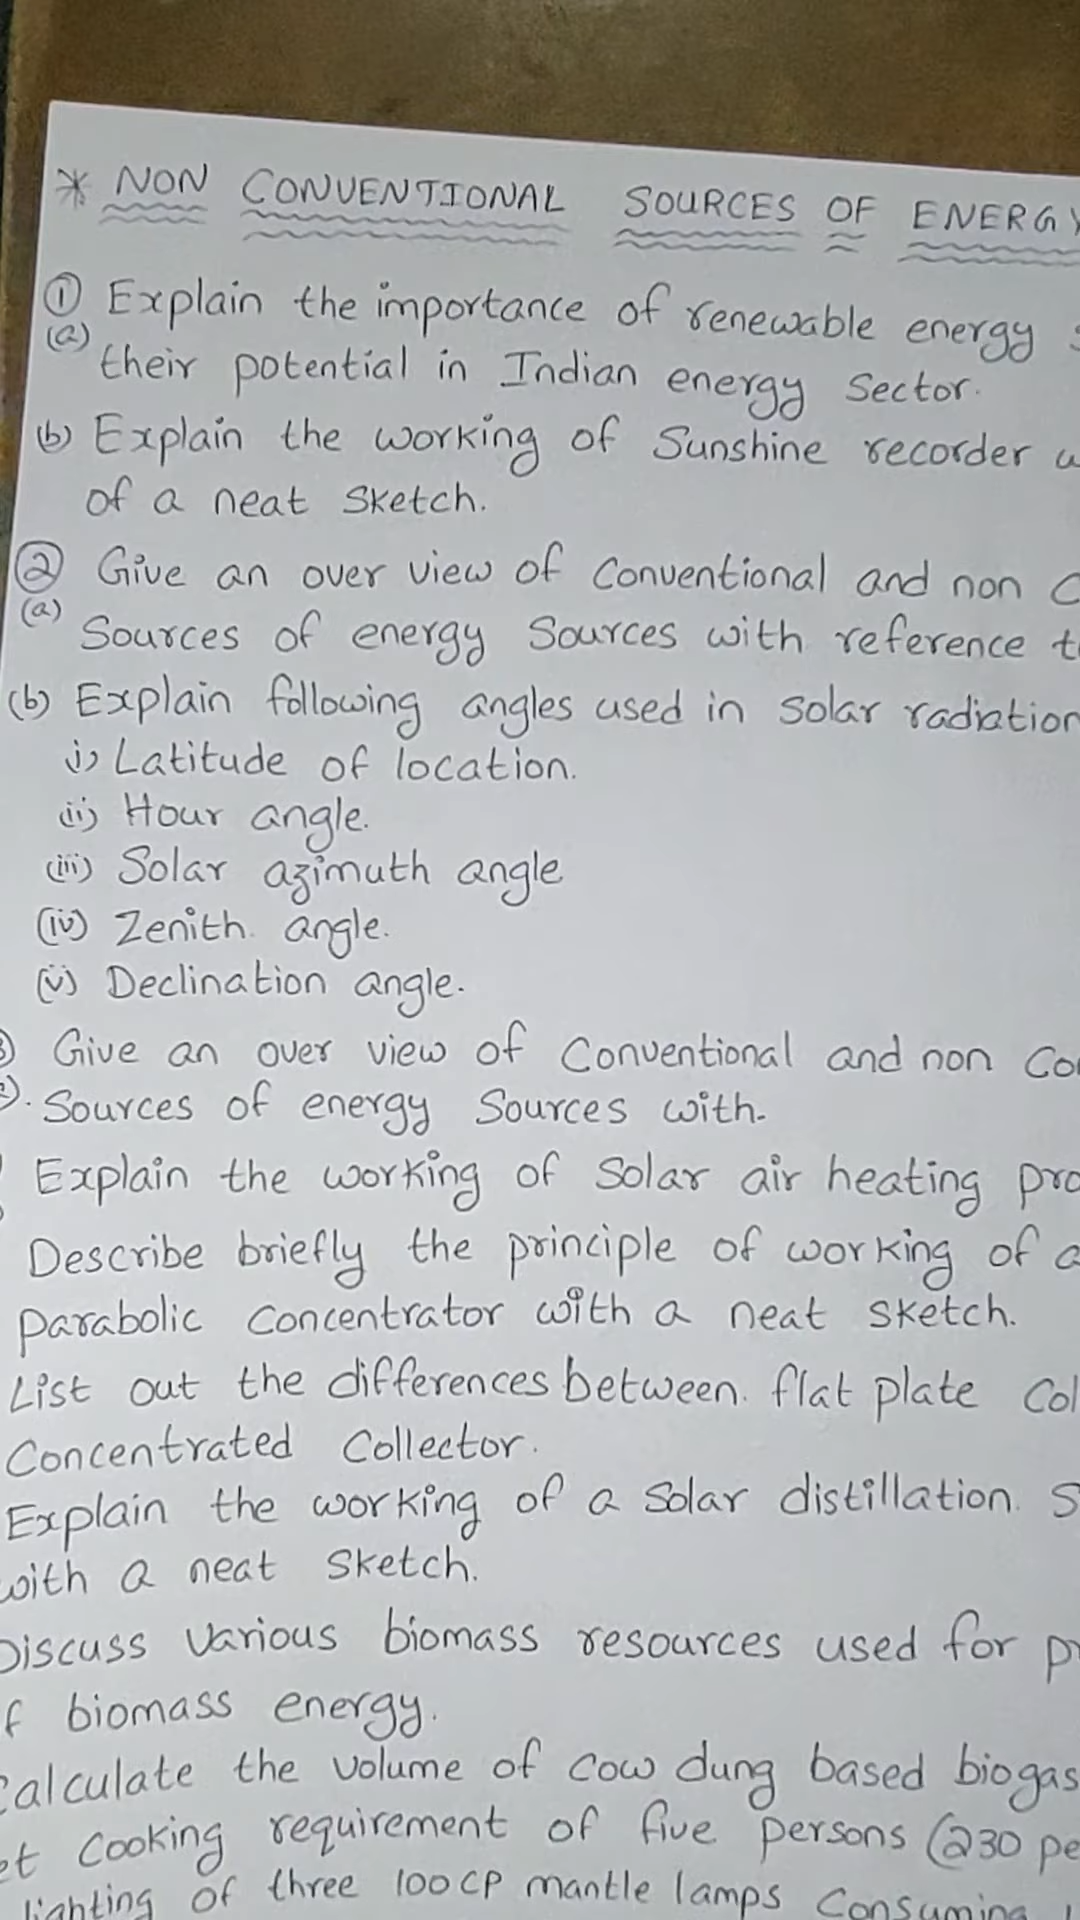 * NON CONVENTIONAL SOURCES OF ENERGY
① Explain the importance of renewable energy
(a) their potential in Indian energy Sector.
(b) Explain the working of Sunshine recorder
of a neat Sketch.
② Give an over view of Conventional and non
(a) Sources of energy Sources with reference
(b) Explain following angles used in Solar radiation
i) Latitude of location.
(ii) Hour angle.
(iii) Solar azimuth angle
(iv) Zenith angle.
(v) Declination angle.
Give an over view of Conventional and non
Sources of energy Sources with.
Explain the working of Solar air heating
Describe briefly the principle of working of a
parabolic Concentrator with a neat Sketch.
List out the differences between. flat plate
Concentrated Collector.
Explain the working of a Solar distillation.
with a neat Sketch.
Discuss Various biomass resources used for
biomass energy.
Calculate the Volume of Cow dung based biogas
Cooking requirement of five persons @230
lighting of three 100CP mantle lamps Consuming